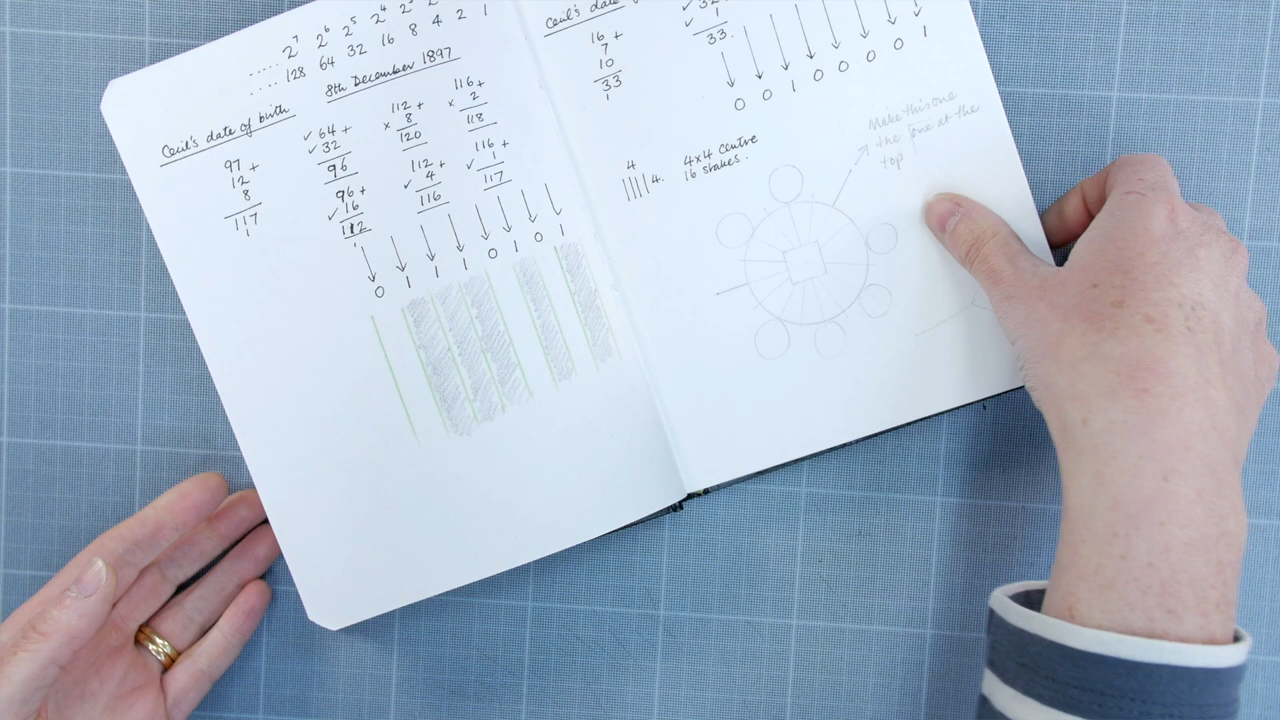 2⁷ 2⁶ 2⁵ 2⁴
..... 128 64 32 16 8 4 2 1
.....
Cecil's date of birth 8th December 1897
97 +
12
8
117
1
✓ 64 +
✓ 32
96
96 +
✓ 16
112
1
112 +
× 8
120
112 +
✓ 4
116
116 +
× 2
118
116 +
✓ 1
117
0 1 1 1 0 1 0 1
Cecil's
16 +
7
10
33
1
33.
0 0 1 0 0 0 0 1
4
|||| 4.
4x4 centre
16 stakes.
Make this one
the one at the
top